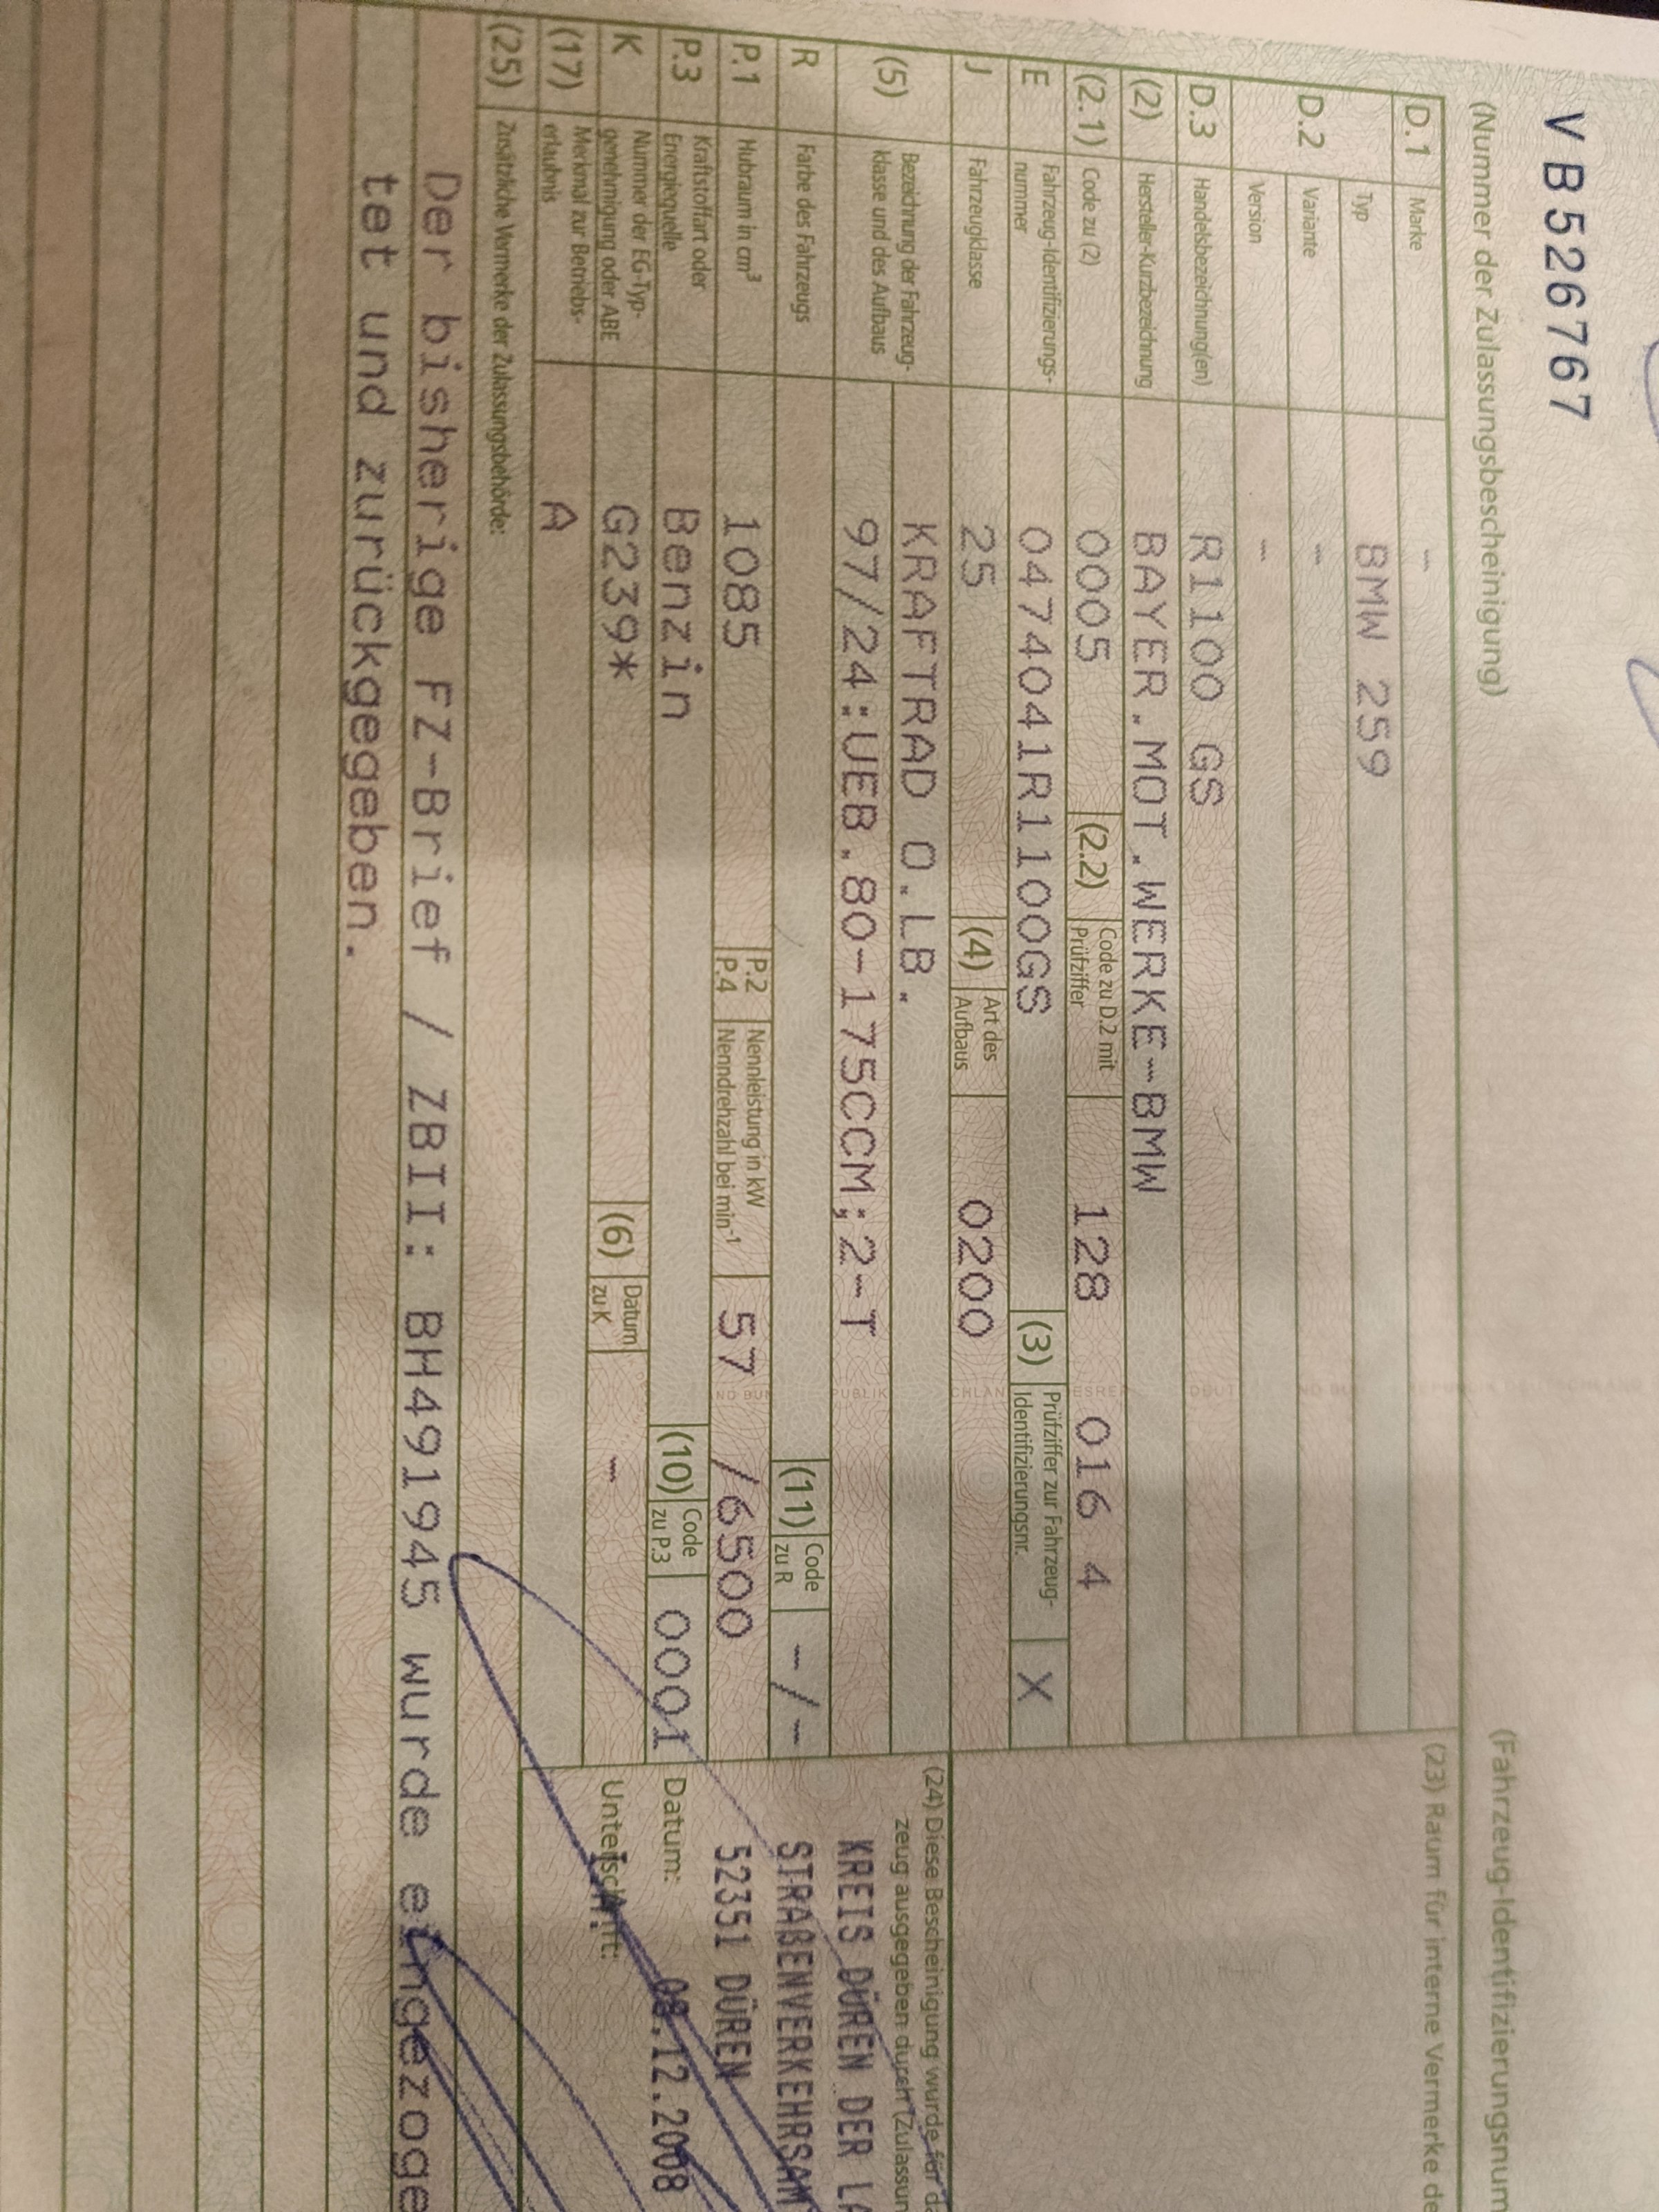 V B526767
(Nummer der Zulassungsbescheinigung)
(Fahrzeug-Identifizierungsnum
D.1 Marke –
D.2 Typ BMW 259
Variante –
Version –
D.3 Handelsbezeichnung(en) R1100 GS
(2) Hersteller-Kurzbezeichnung BAYER.MOT.WERKE-BMW
(2.1) Code zu (2) 0005 (2.2) Code zu D.2 mit Prüfziffer 128 016 4
E Fahrzeug-Identifizierungs-
nummer 0474041R1100GS (3) Prüfziffer zur Fahrzeug-
Identifizierungsnr. X
J Fahrzeugklasse 25 (4) Art des Aufbaus 0200
(5) Bezeichnung der Fahrzeug- KRAFTRAD O.LB.
klasse und des Aufbaus 97/24:UEB.80-175CCM;2-T
R Farbe des Fahrzeugs (11) Code zu R -/-
P.1 Hubraum in cm³ 1085 P.2 Nennleistung in kW
P.4 Nenndrehzahl bei min⁻¹ 57 /6500
P.3 Kraftstoffart oder
Energiequelle Benzin (10) Code zu P.3 0001
K Nummer der EG-Typ-
genehmigung oder ABE G239* (6) Datum zu K –
(17) Merkmal zur Betriebs-
erlaubnis A
(23) Raum für interne Vermerke de
(24) Diese Bescheinigung wurde für da
zeug ausgegeben durch (Zulassun
KREIS DÜREN DER LA
STRAßENVERKEHRSAM
52351 DÜREN
Datum: 08.12.2008
Unterschrift:
(25) Zusätzliche Vermerke der Zulassungsbehörde:
Der bisherige FZ-Brief / ZBII: BH491945 wurde eingezoge
tet und zurückgegeben.